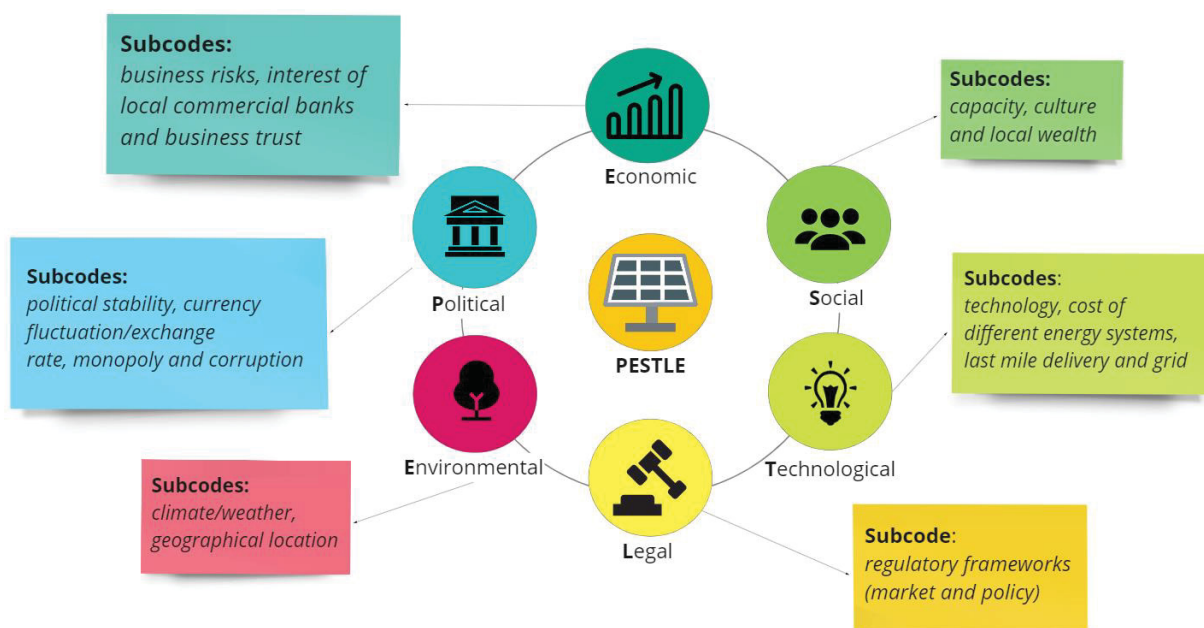 Subcodes:
business risks, interest of
local commercial banks
and business trust
Economic
Subcodes:
capacity, culture
and local wealth
Political
Subcodes:
political stability, currency
fluctuation/exchange
rate, monopoly and corruption
PESTLE
Social
Subcodes:
technology, cost of
different energy systems,
last mile delivery and grid
Environmental
Subcodes:
climate/weather,
geographical location
Legal
Technological
Subcode:
regulatory frameworks
(market and policy)